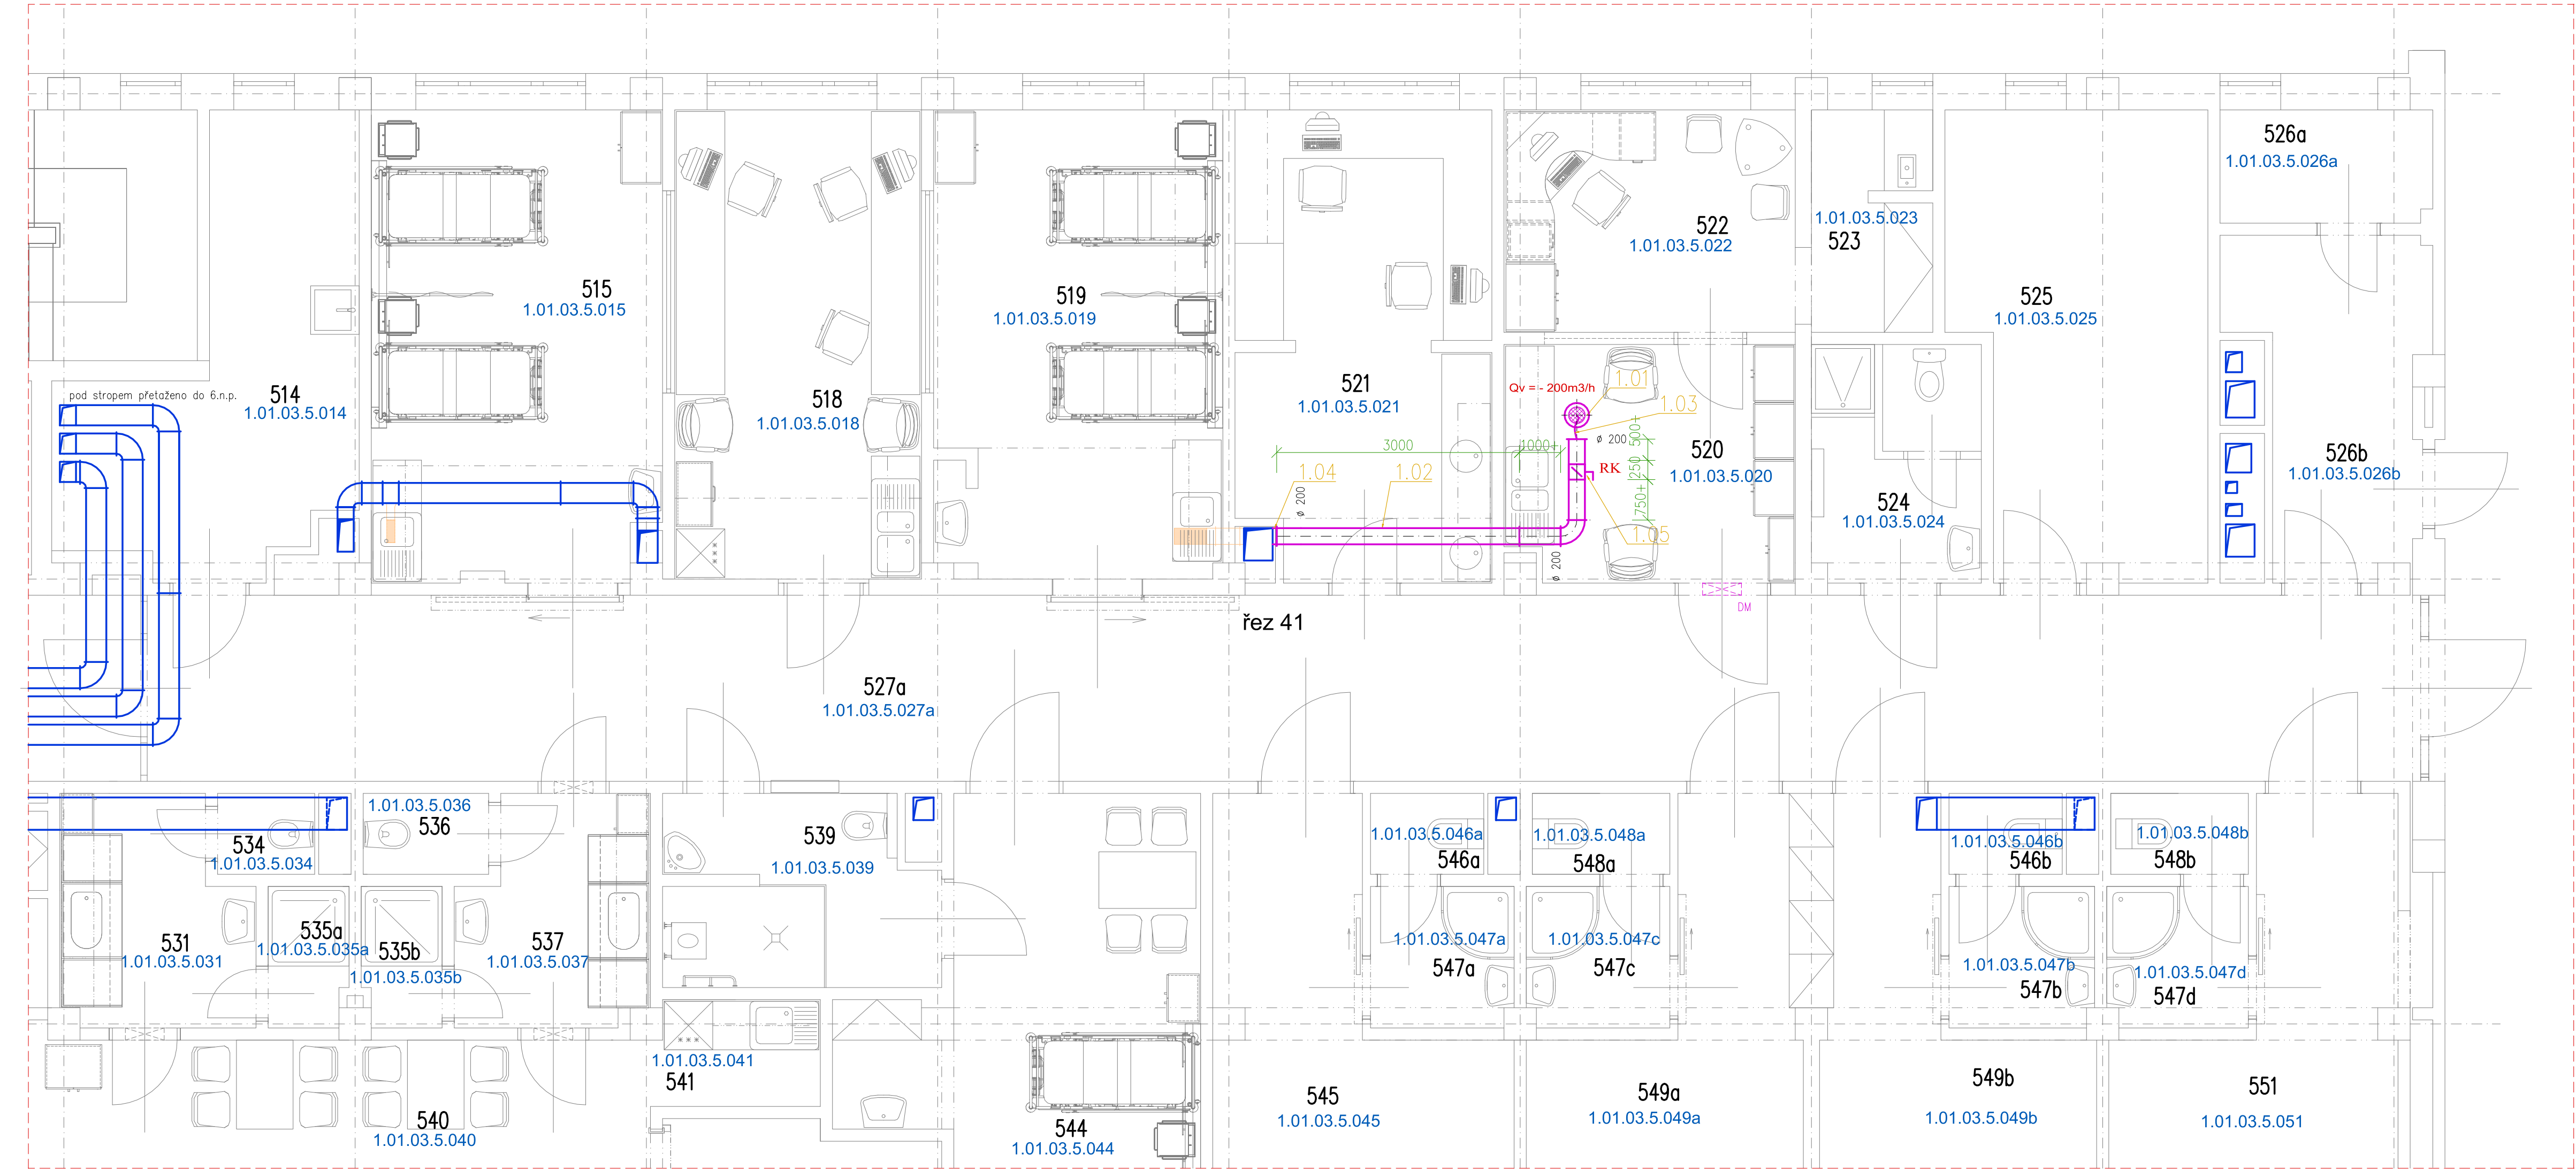 526a
1.01.03.5.026a
1.01.03.5.023
523
522
1.01.03.5.022
515
1.01.03.5.015
519
1.01.03.5.019
525
1.01.03.5.025
pod stropem přetaženo do 6.n.p.
514
1.01.03.5.014
518
1.01.03.5.018
521
1.01.03.5.021
Qv = - 200m3/h
1.01
1.03
3000
1000+
ø 200
500+
520
1.01.03.5.020
1.04
1.02
RK
250
750+
ø 200
1.05
ø 200
526b
1.01.03.5.026b
524
1.01.03.5.024
DM
řez 41
527a
1.01.03.5.027a
1.01.03.5.036
536
534
1.01.03.5.034
539
1.01.03.5.039
1.01.03.5.046a
546a
1.01.03.5.048a
548a
1.01.03.5.046b
546b
1.01.03.5.048b
548b
531
1.01.03.5.031
535a
1.01.03.5.035a
535b
1.01.03.5.035b
537
1.01.03.5.037
1.01.03.5.047a
547a
1.01.03.5.047c
547c
1.01.03.5.047b
547b
1.01.03.5.047d
547d
1.01.03.5.041
541
540
1.01.03.5.040
544
1.01.03.5.044
545
1.01.03.5.045
549a
1.01.03.5.049a
549b
1.01.03.5.049b
551
1.01.03.5.051